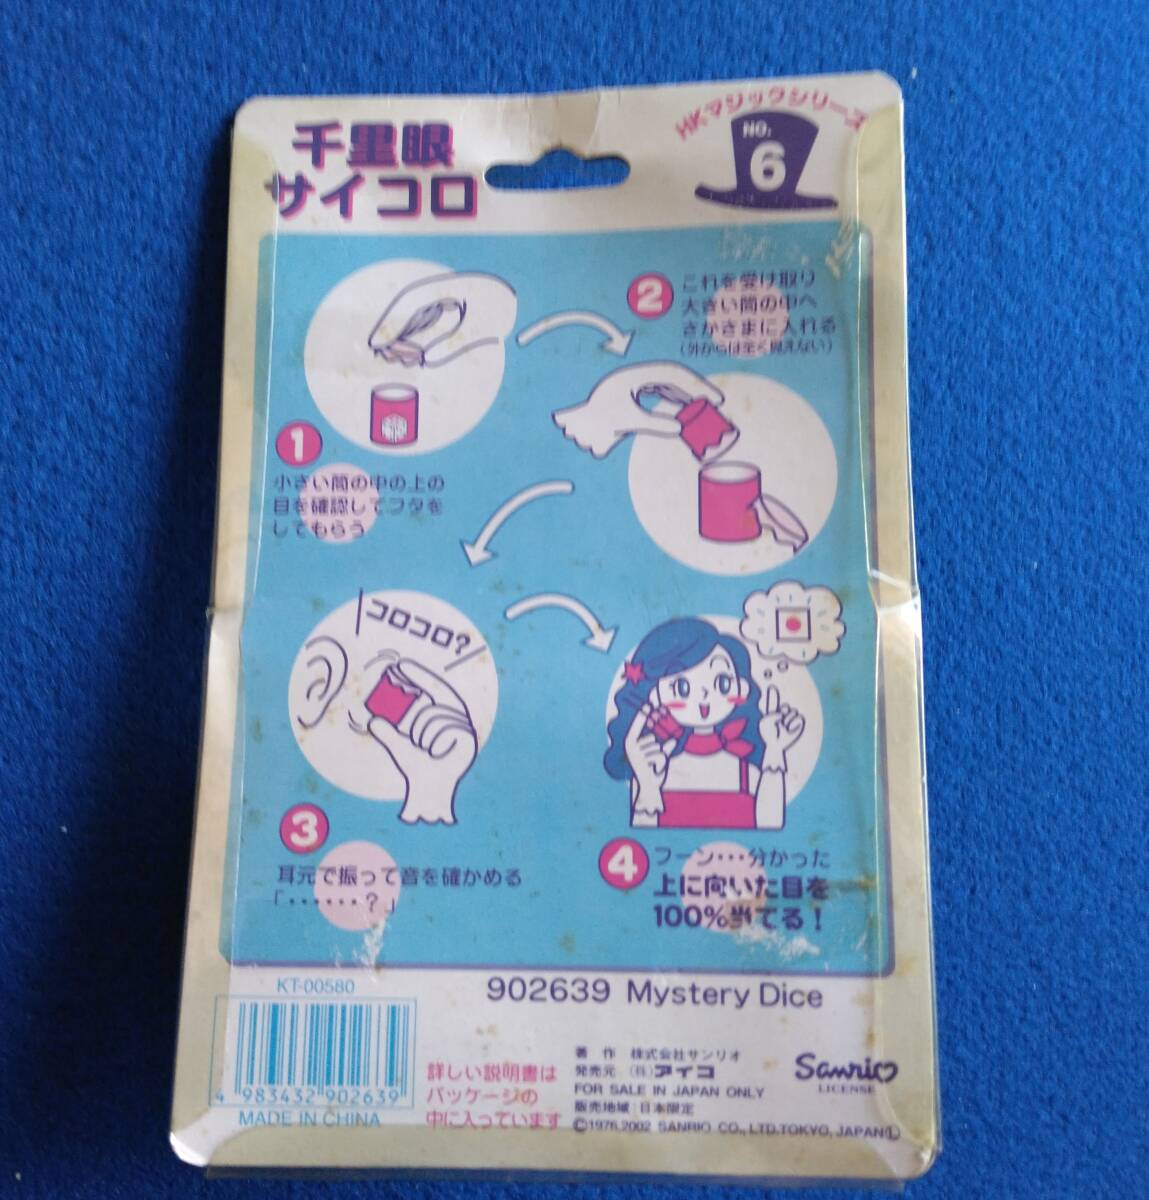 千里眼
サイコロ
HKマジックシリーズ
NO.
6
1
小さい筒の中の上の
目を確認してフタを
してもらう
2
これを受け取り
大きい筒の中へ
さかさまに入れる
(外からは全く見えない)
コロコロ?
3
耳元で振って音を確かめる
「・・・・・・?」
4
フーン・・・分かった
上に向いた目を
100%当てる!
KT-00580
902639 Mystery Dice
4 983432 902639
MADE IN CHINA
詳しい説明書は
パッケージの
中に入っています
著作 株式会社サンリオ
発売元 (株)アイコ
FOR SALE IN JAPAN ONLY
販売地域:日本限定
©1976,2002 SANRIO CO.,LTD.TOKYO,JAPAN Ⓛ
Sanrio
LICENSE